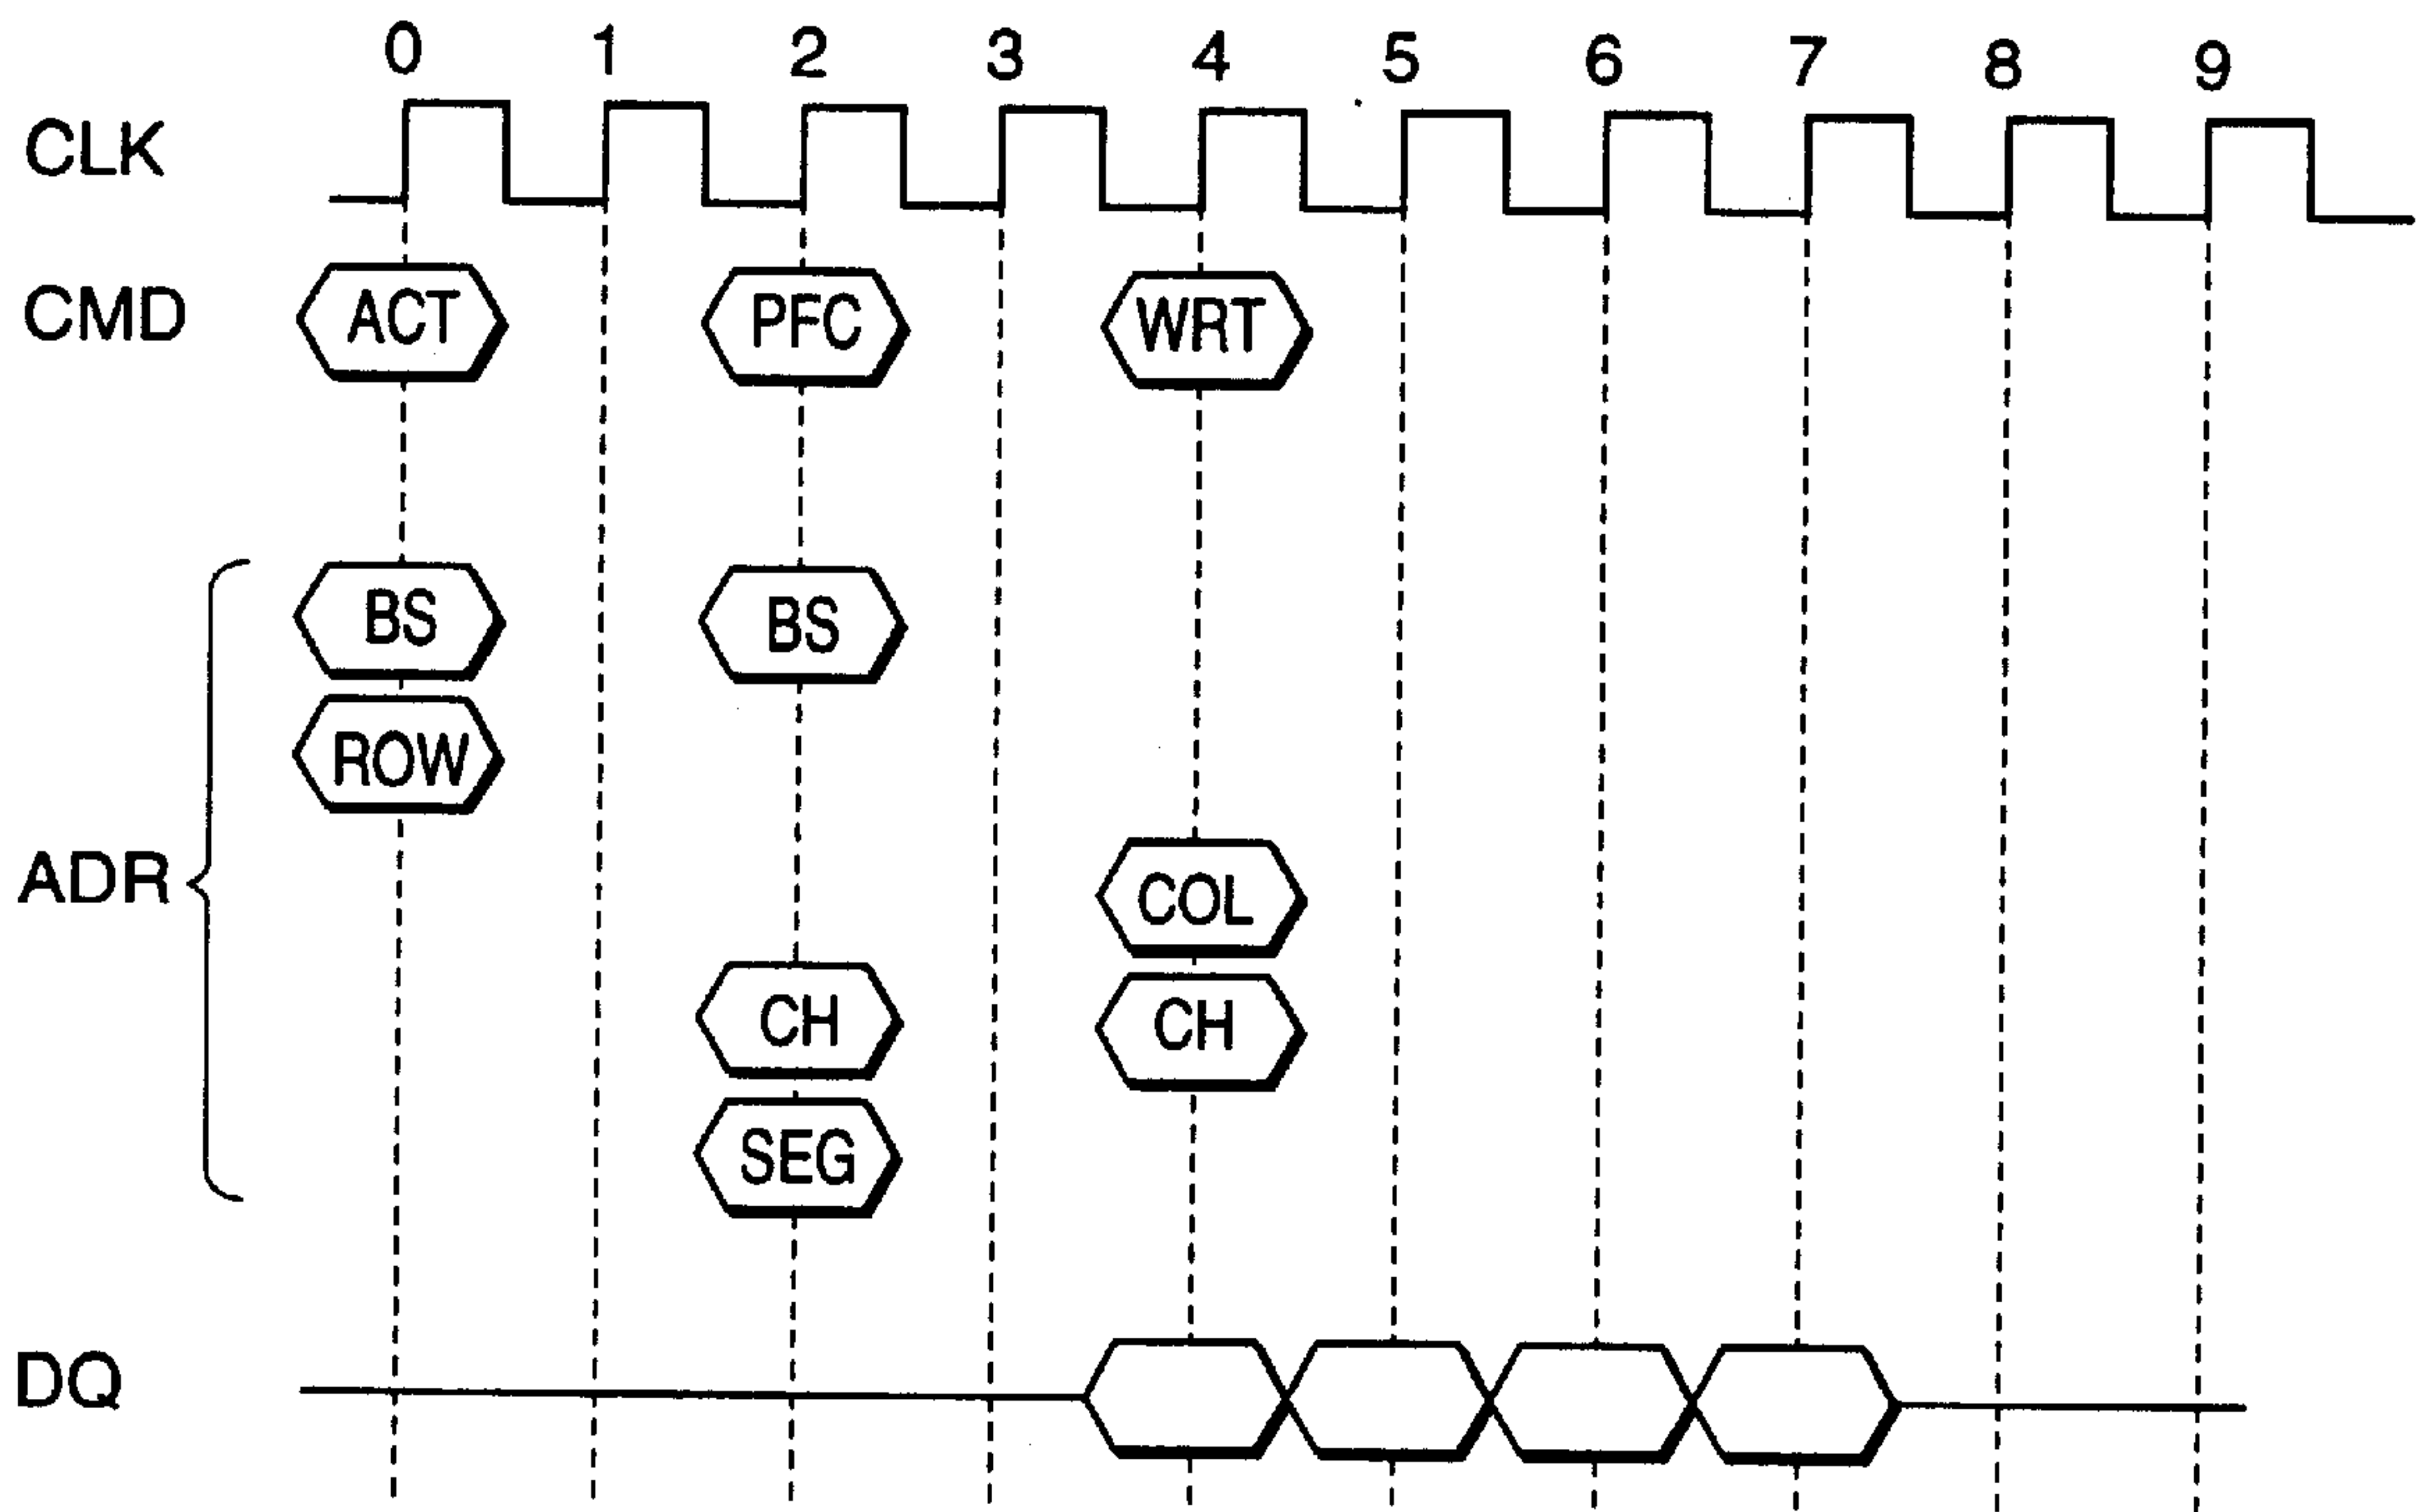 0 1 2 3 4 5 6 7 8 9
CLK
CMD ACT PFC WRT
BS BS
ROW
ADR COL
CH CH
SEG
DQ